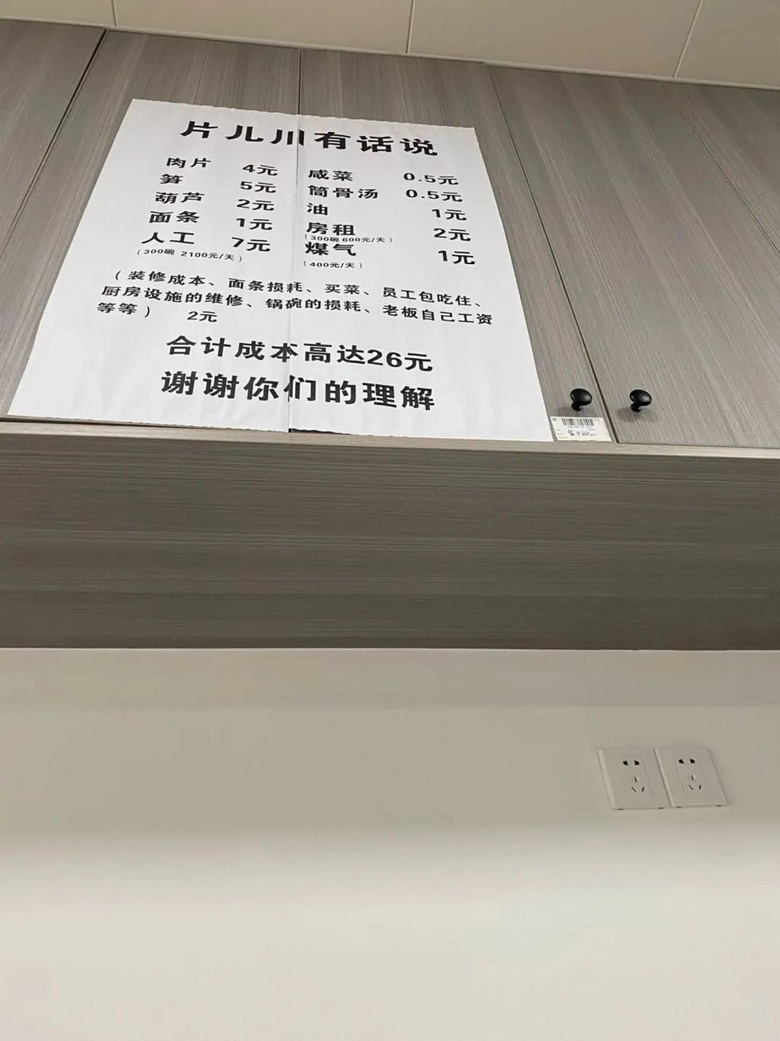 片儿川有话说
肉片 4元 咸菜 0.5元
笋 5元 筒骨汤 0.5元
葫芦 2元 油 1元
面条 1元 房租 2元
(300碗 600元/天)
人工 7元 煤气 1元
(300碗 2100元/天) (400元/天)
(装修成本、面条损耗、买菜、员工包吃住、
厨房设施的维修、锅碗的损耗、老板自己工资
等等) 2元
合计成本高达26元
谢谢你们的理解